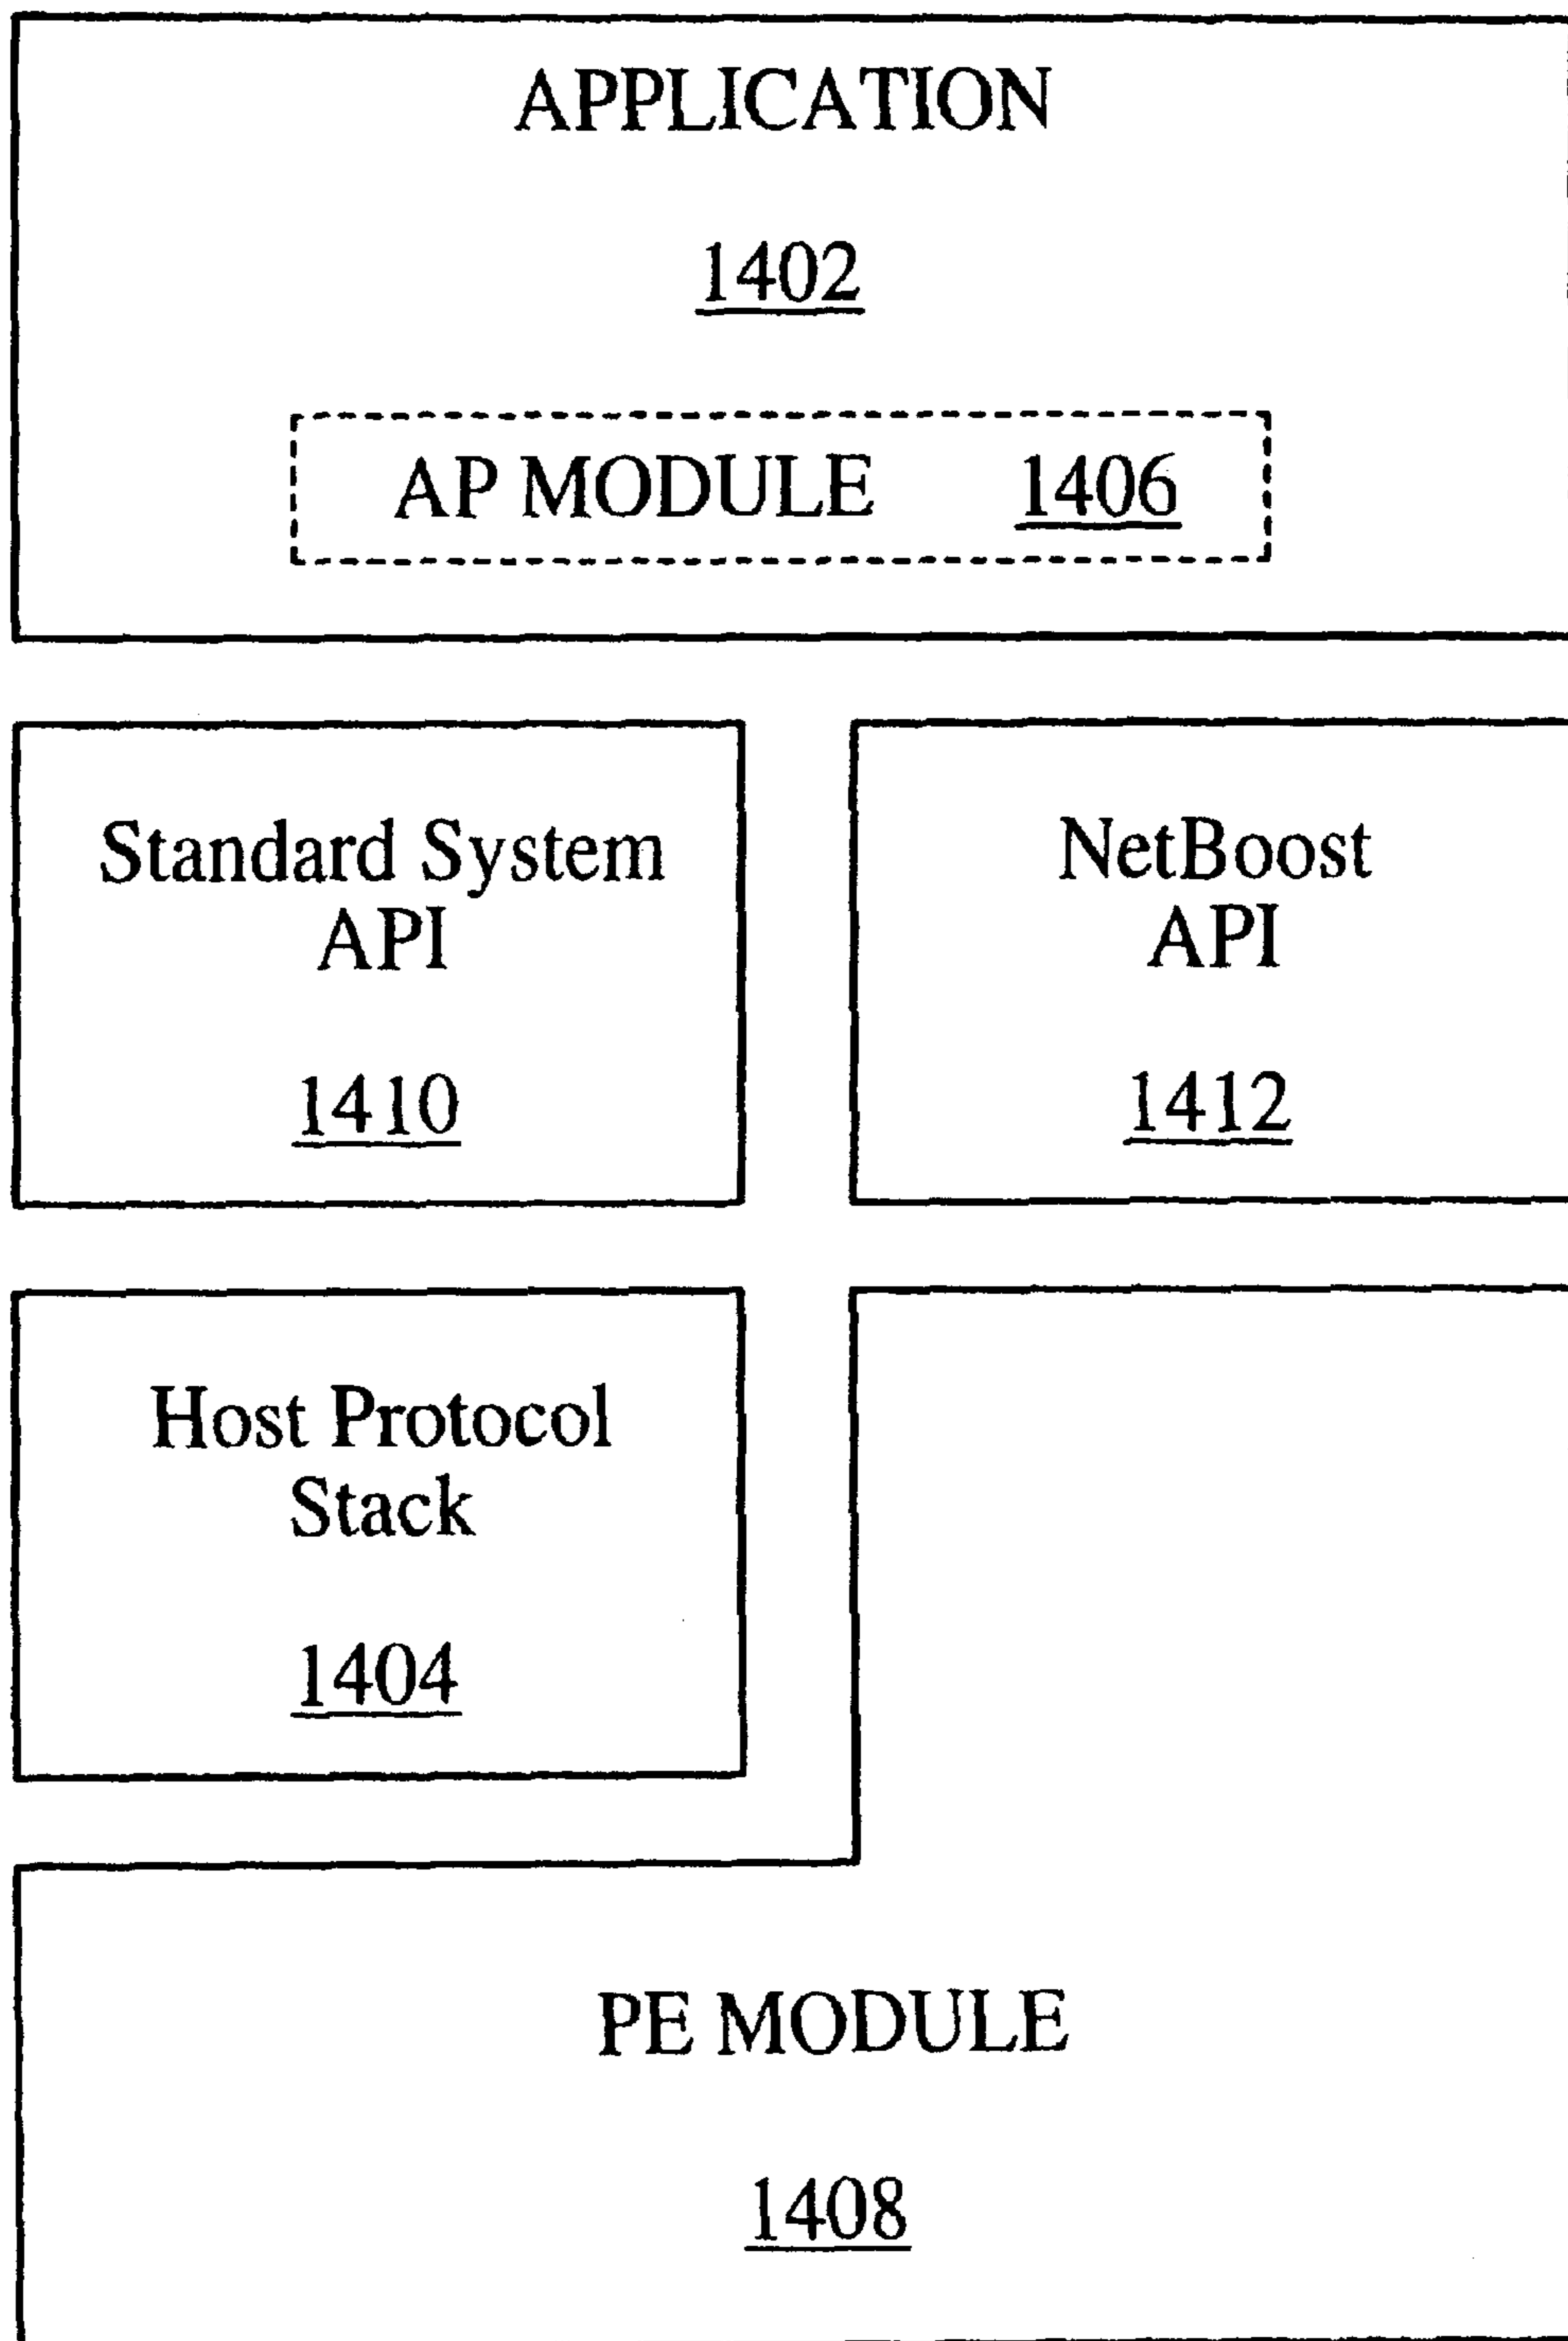 APPLICATION
1402
AP MODULE 1406
Standard System
API
1410
NetBoost
API
1412
Host Protocol
Stack
1404
PE MODULE
1408